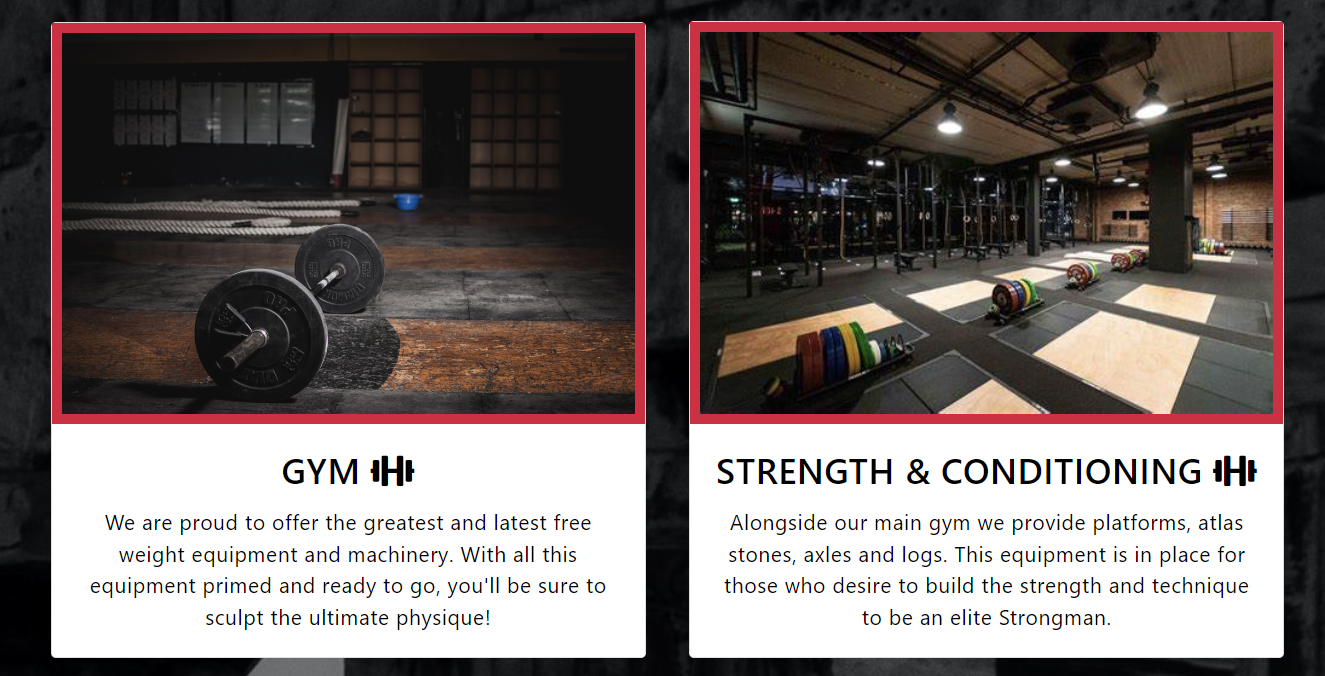 GYM
We are proud to offer the greatest and latest free
weight equipment and machinery. With all this
equipment primed and ready to go, you'll be sure to
sculpt the ultimate physique!
STRENGTH & CONDITIONING
Alongside our main gym we provide platforms, atlas
stones, axles and logs. This equipment is in place for
those who desire to build the strength and technique
to be an elite Strongman.